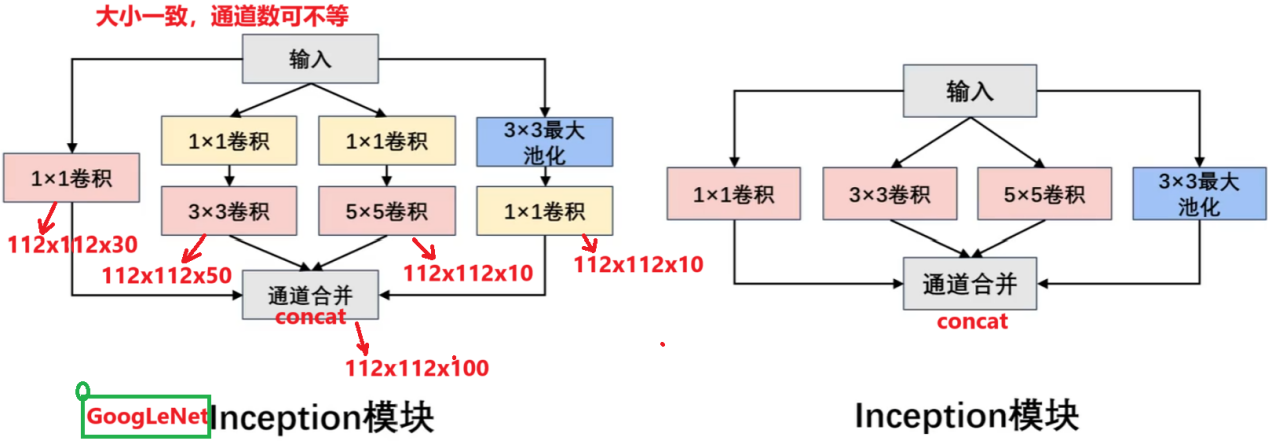 大小一致，通道数可不等
输入
1×1卷积
1×1卷积
3×3最大
池化
1×1卷积
3×3卷积
5×5卷积
1×1卷积
112x112x30
112x112x50
112x112x10
112x112x10
通道合并
concat
112x112x100
GoogLeNet Inception模块
输入
1×1卷积
3×3卷积
5×5卷积
3×3最大
池化
通道合并
concat
Inception模块